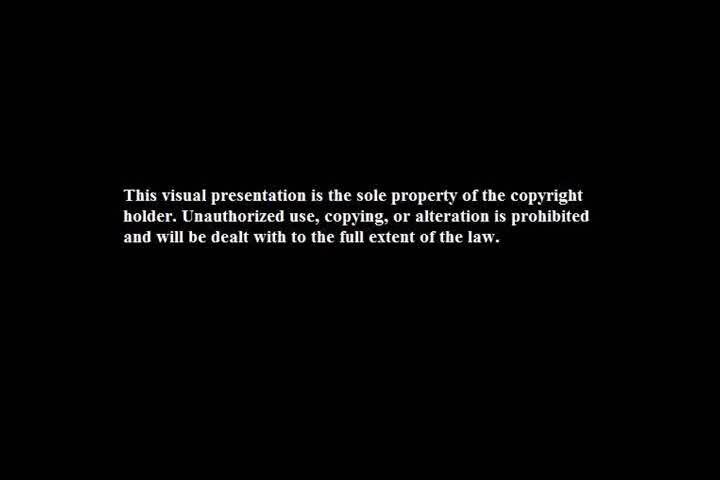 This visual presentation is the sole property of the copyright
holder. Unauthorized use, copying, or alteration is prohibited
and will be dealt with to the full extent of the law.